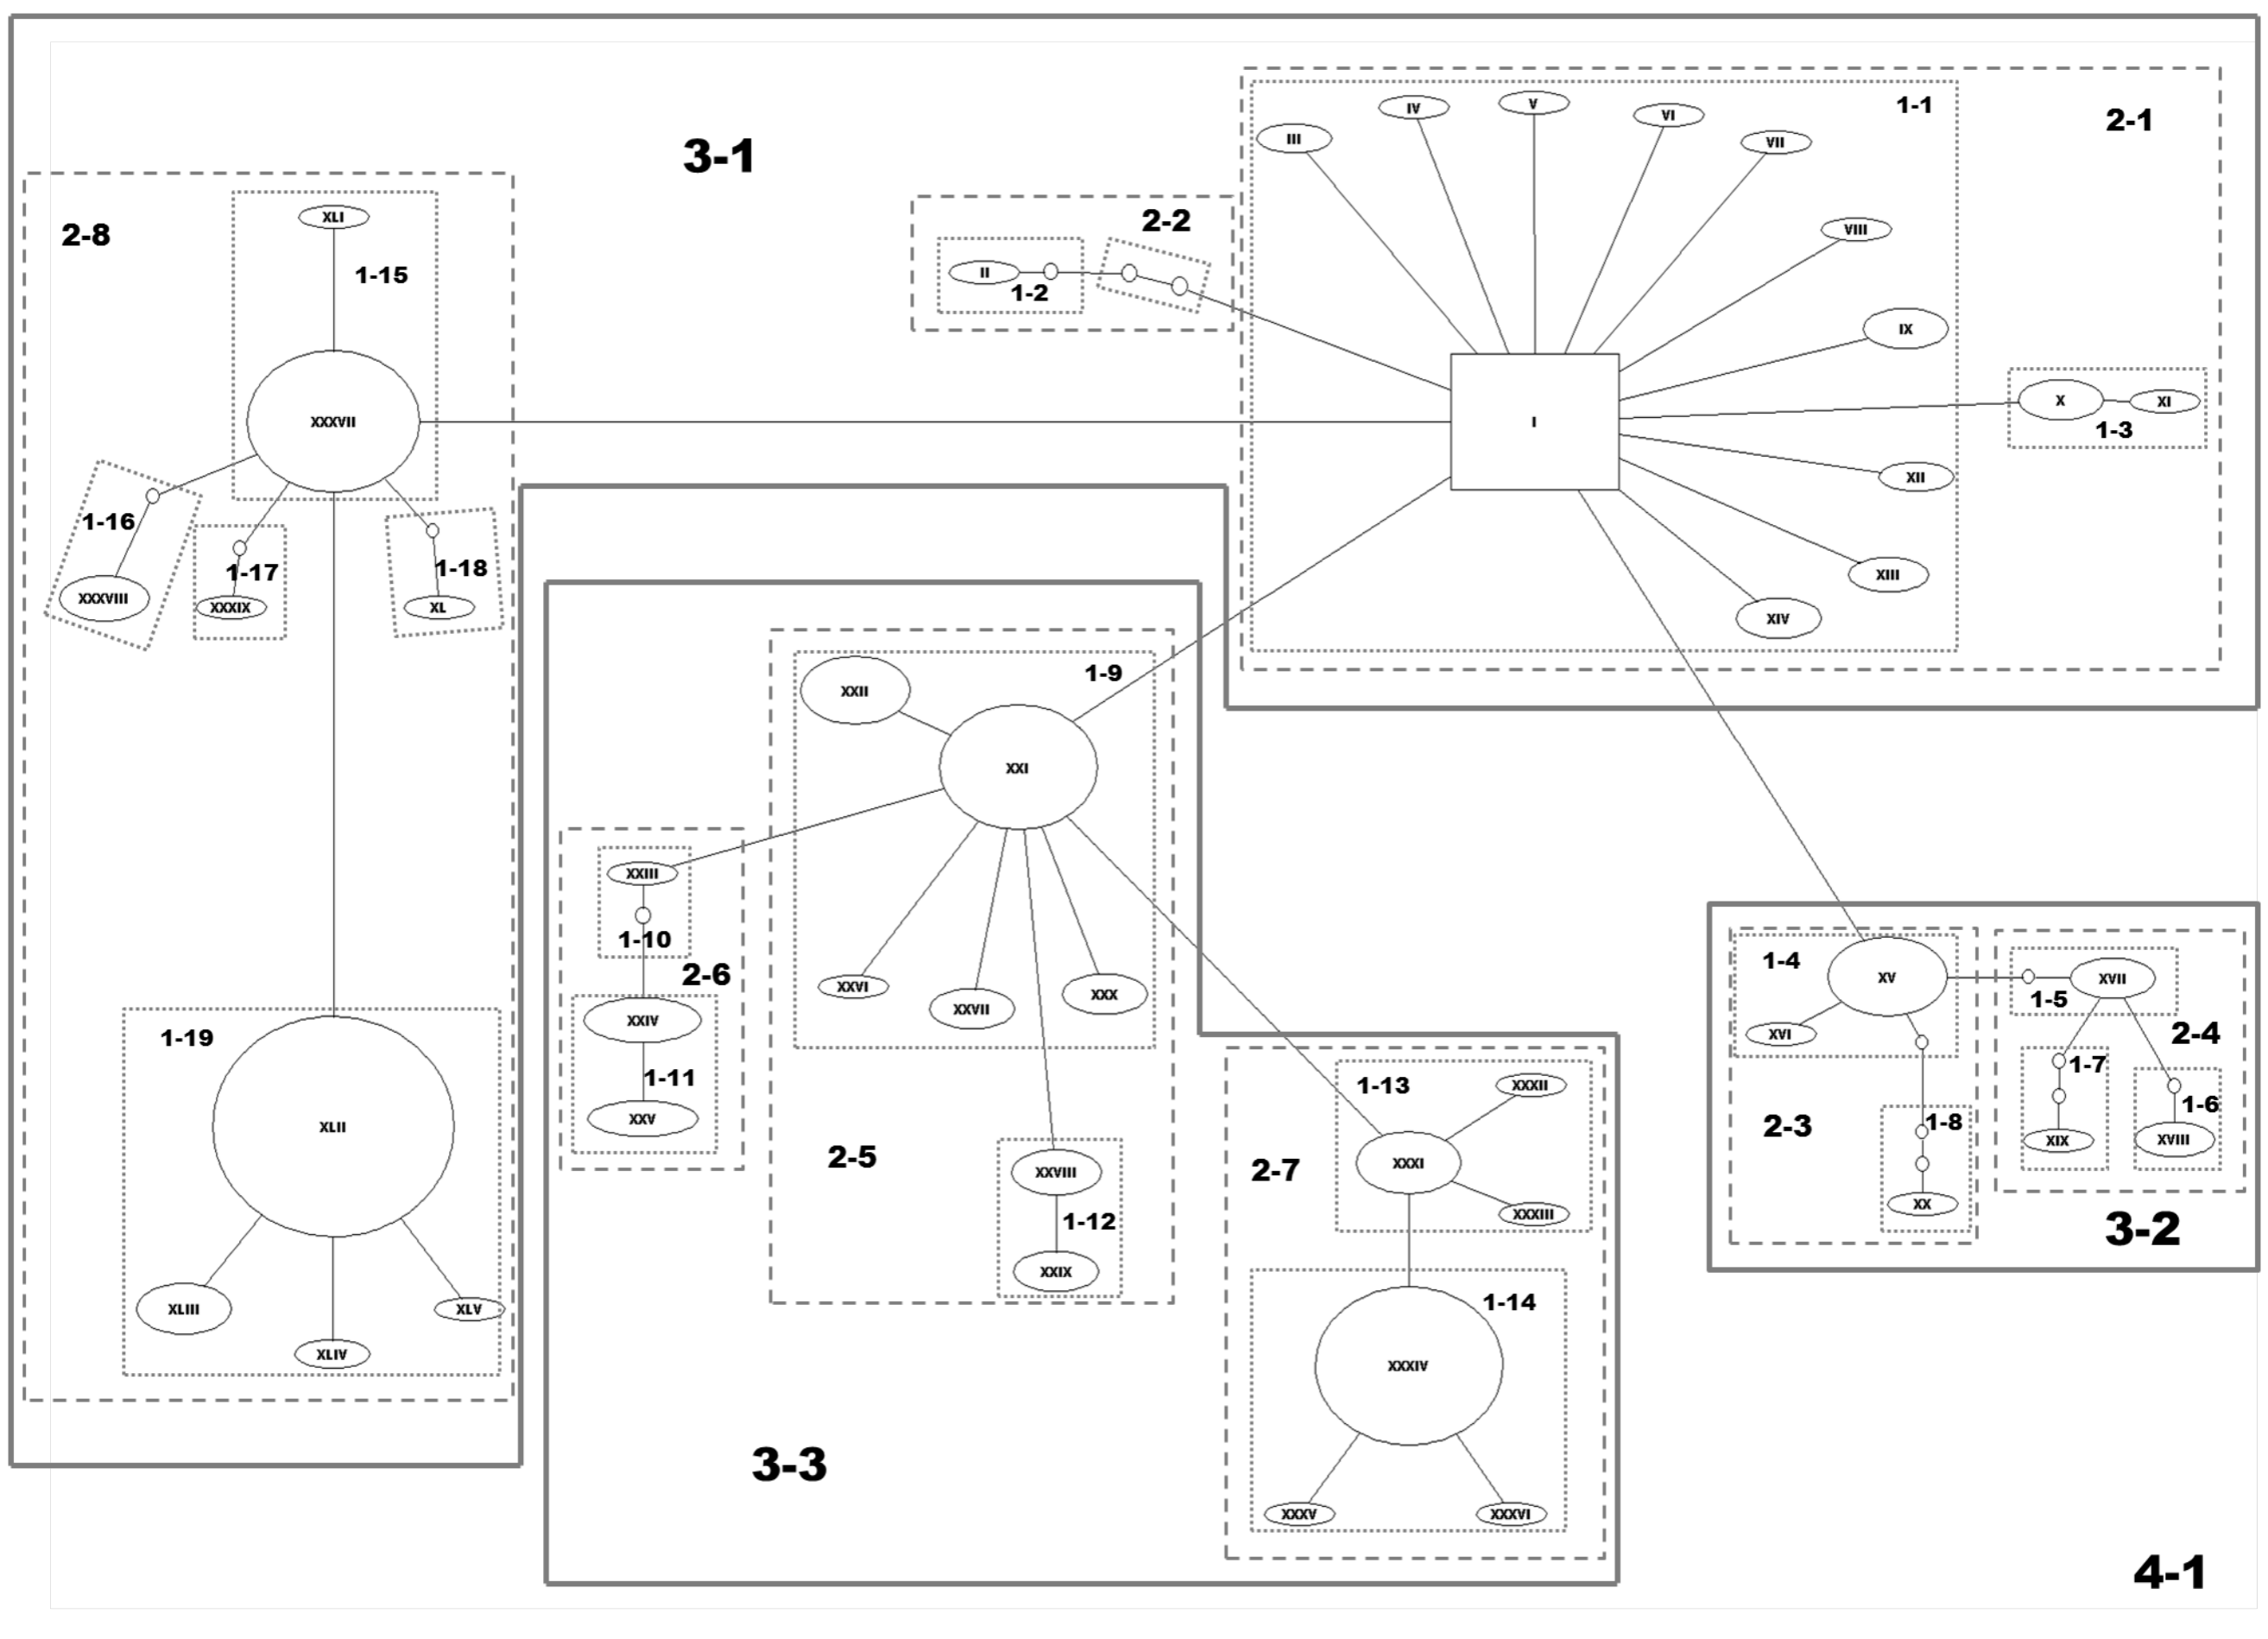 3-1
1-1
2-1
III
IV
V
VI
VII
VIII
IX
X
XI
1-3
XII
XIII
XIV
I
2-2
II
1-2
2-8
XLI
1-15
XXXVII
1-16
XXXVIII
1-17
XXXIX
1-18
XL
1-19
XLII
XLIII
XLIV
XLV
1-9
XXII
XXI
XXIII
1-10
2-6
XXIV
1-11
XXV
XXVI
XXVII
XXX
2-5
XXVIII
1-12
XXIX
1-13
XXXII
XXXI
XXXIII
2-7
1-14
XXXIV
XXXV
XXXVI
3-3
1-4
XV
XVI
1-5
XVII
2-4
1-7
1-6
XIX
XVIII
2-3
1-8
XX
3-2
4-1